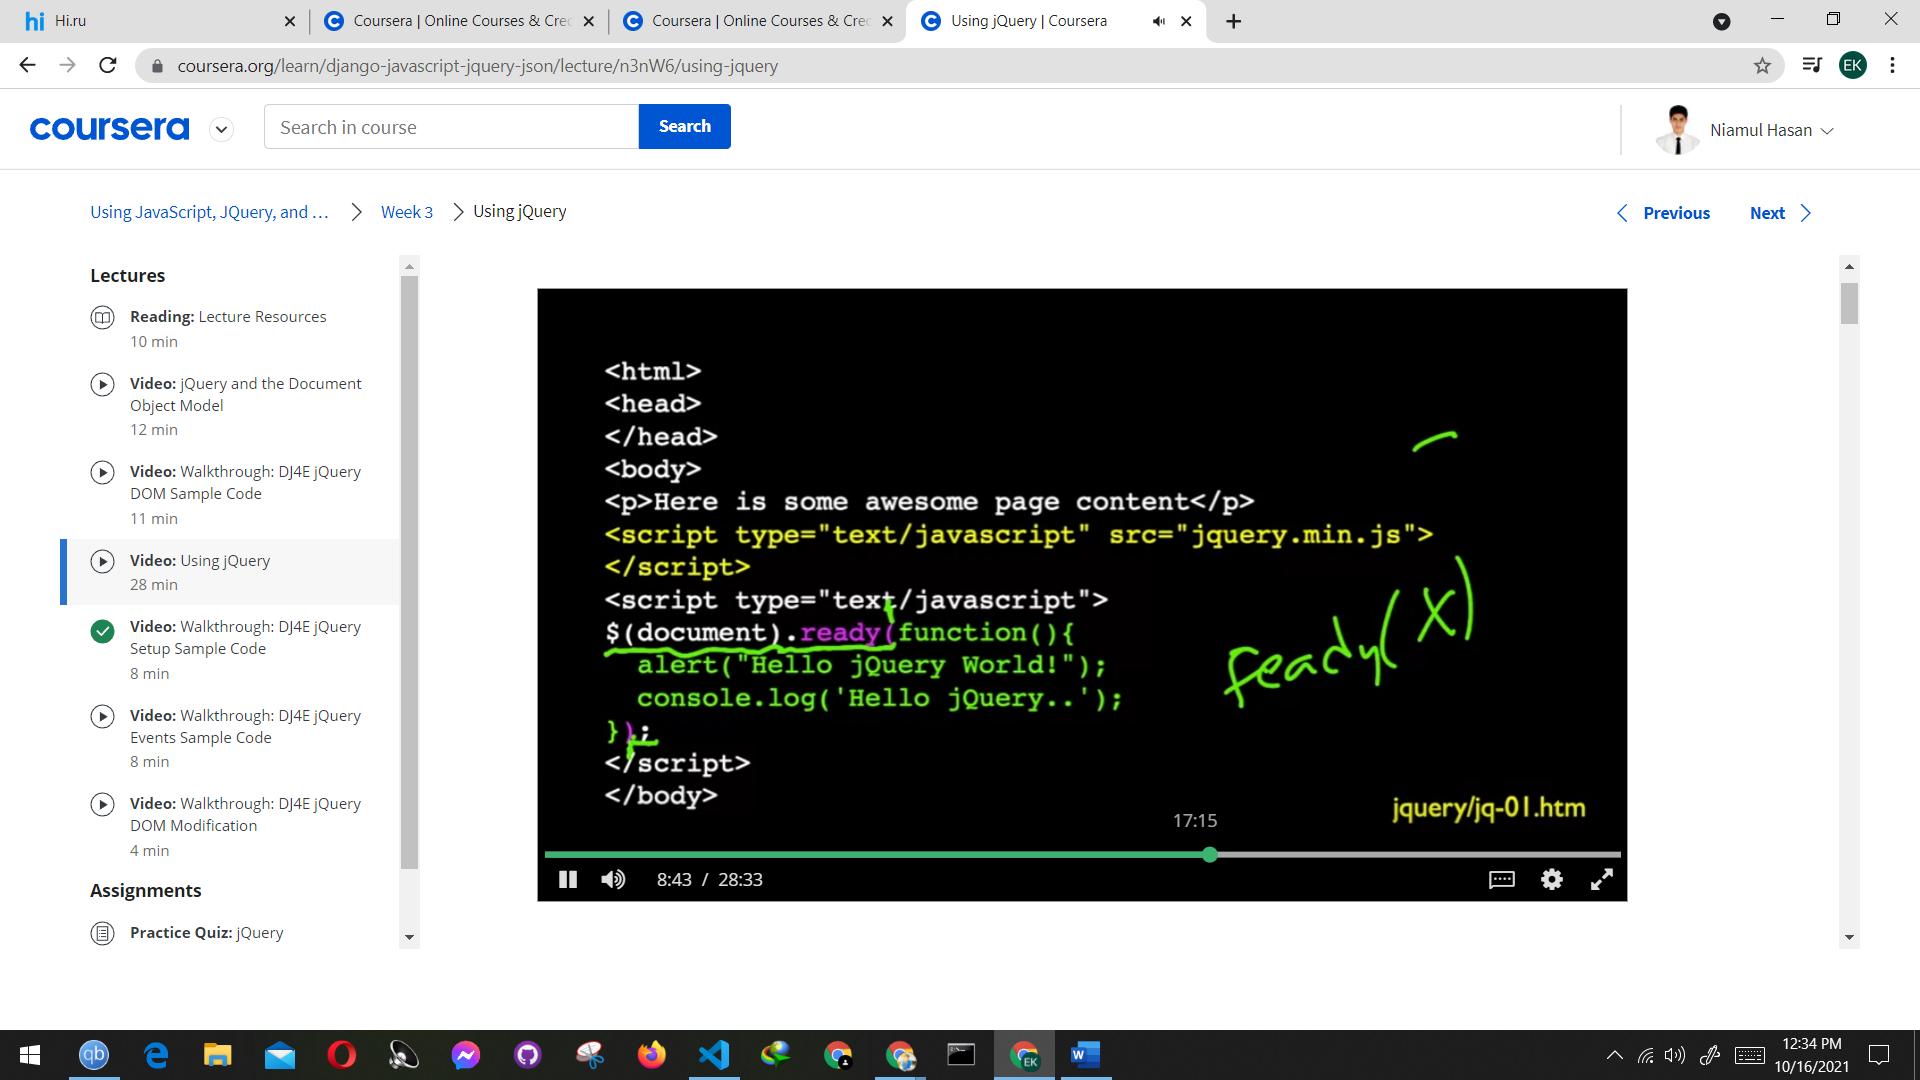 Hi.ru
Coursera | Online Courses & Cre
Coursera | Online Courses & Cre
Using jQuery | Coursera
coursera.org/learn/django-javascript-jquery-json/lecture/n3nW6/using-jquery
EK
coursera
Search in course
Search
Niamul Hasan
Using JavaScript, JQuery, and ...
Week 3
Using jQuery
Previous
Next
Lectures
Reading: Lecture Resources
10 min
Video: jQuery and the Document
Object Model
12 min
Video: Walkthrough: DJ4E jQuery
DOM Sample Code
11 min
Video: Using jQuery
28 min
Video: Walkthrough: DJ4E jQuery
Setup Sample Code
8 min
Video: Walkthrough: DJ4E jQuery
Events Sample Code
8 min
Video: Walkthrough: DJ4E jQuery
DOM Modification
4 min
Assignments
Practice Quiz: jQuery
<html>
<head>
</head>
<body>
<p>Here is some awesome page content</p>
<script type="text/javascript" src="jquery.min.js">
</script>
<script type="text/javascript">
$(document).ready(function(){
alert("Hello jQuery World!");
console.log('Hello jQuery..');
});
</script>
</body>
ready(X)
jquery/jq-01.htm
17:15
8:43 / 28:33
12:34 PM
10/16/2021